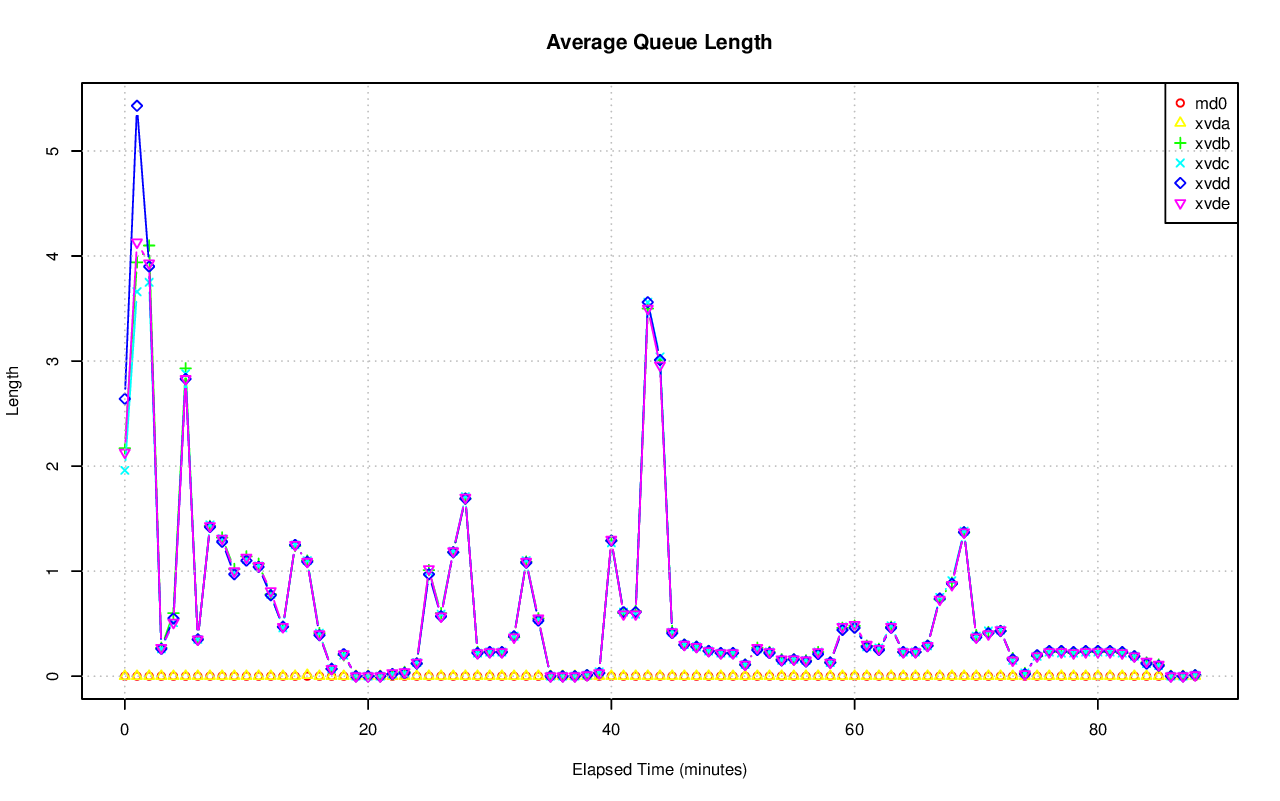 Average Queue Length
md0
xvda
xvdb
xvdc
xvdd
xvde
Length
5
4
3
2
1
0
0 20 40 60 80
Elapsed Time (minutes)